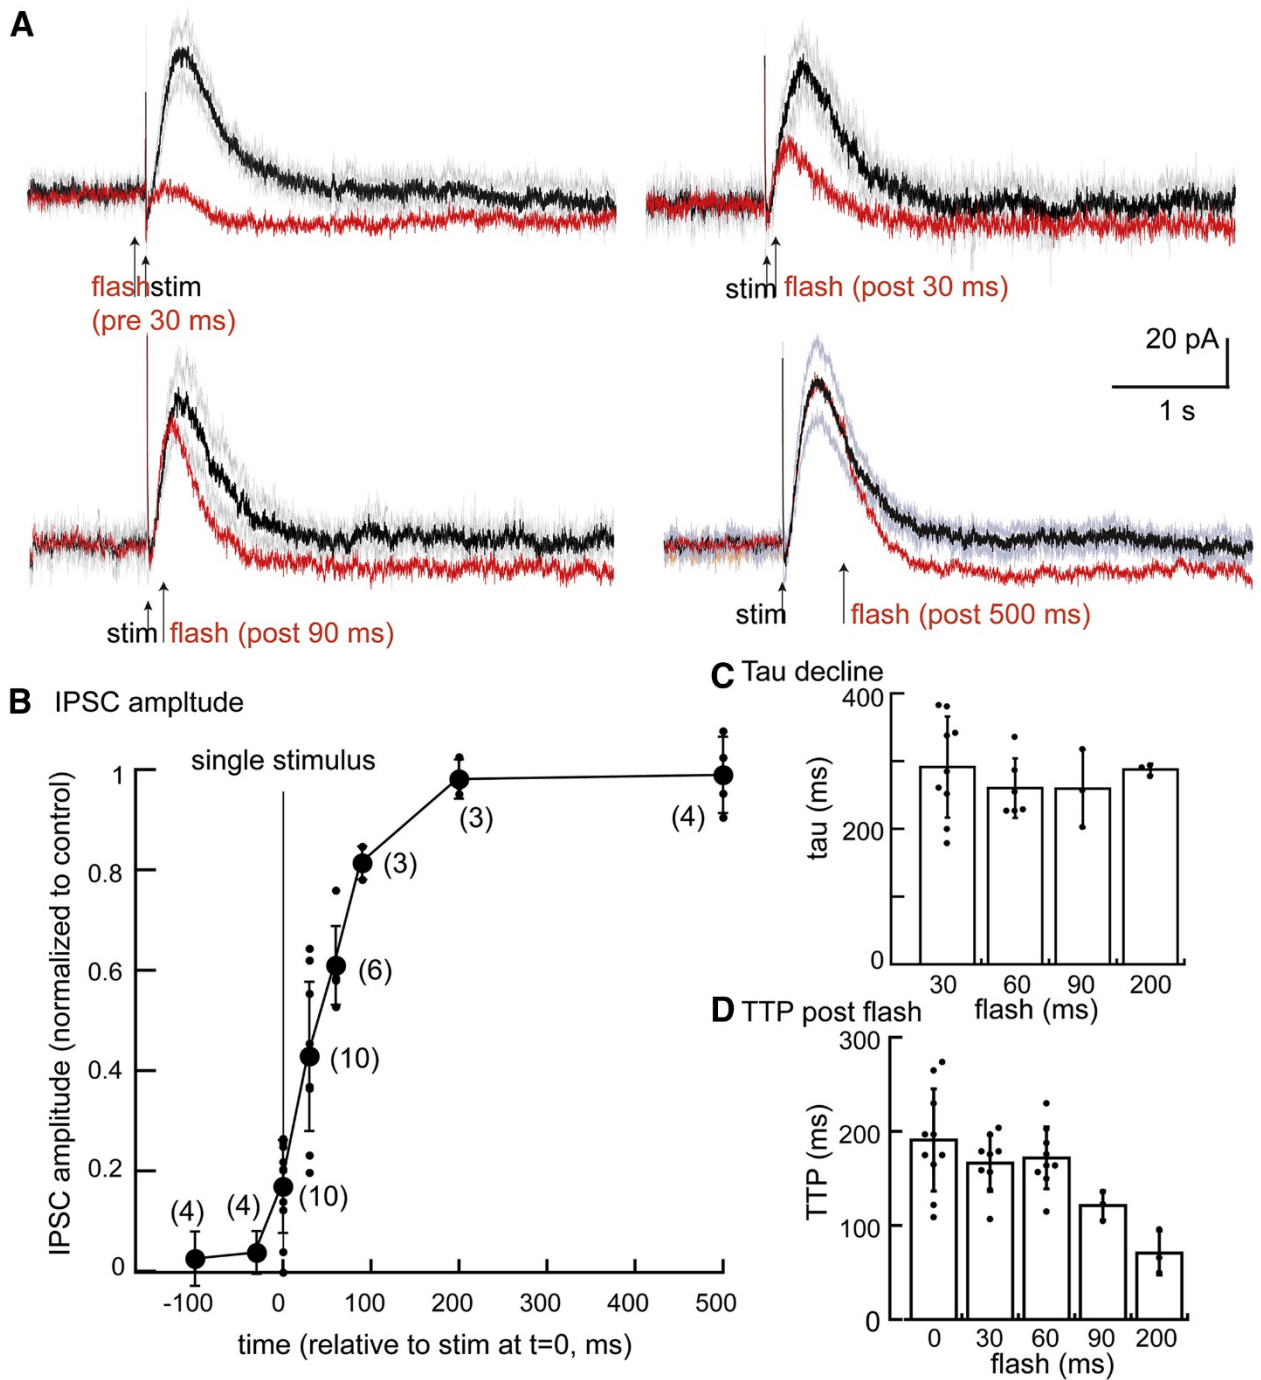 A
flash stim
(pre 30 ms)
stim flash (post 30 ms)
20 pA
1 s
stim flash (post 90 ms)
stim flash (post 500 ms)
B IPSC ampltude
single stimulus
IPSC amplitude (normalized to control)
1
0.8
0.6
0.4
0.2
0
(4)
(4)
(10)
(10)
(6)
(3)
(3)
(4)
-100 0 100 200 300 400 500
time (relative to stim at t=0, ms)
C Tau decline
tau (ms)
400
200
0
30 60 90 200
flash (ms)
D TTP post flash
TTP (ms)
300
200
100
0
0 30 60 90 200
flash (ms)